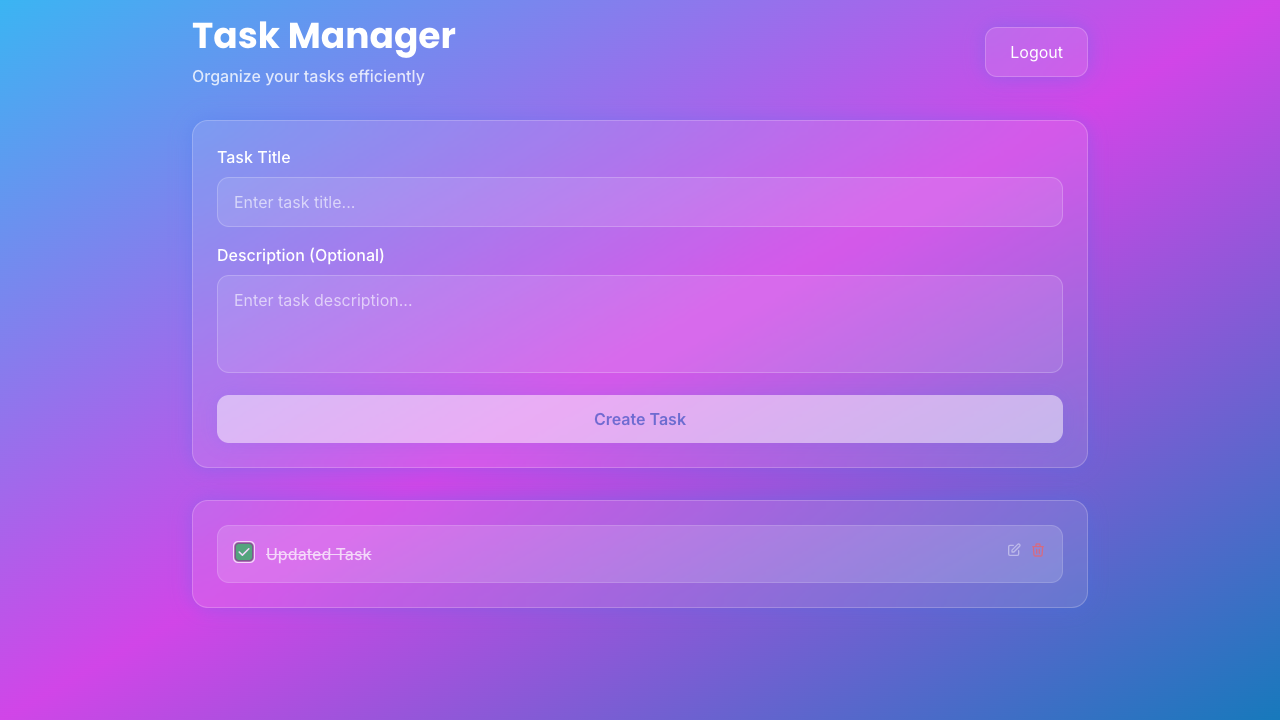 Task Manager
Organize your tasks efficiently
Logout
Task Title
Enter task title...
Description (Optional)
Enter task description...
Create Task
Updated Task